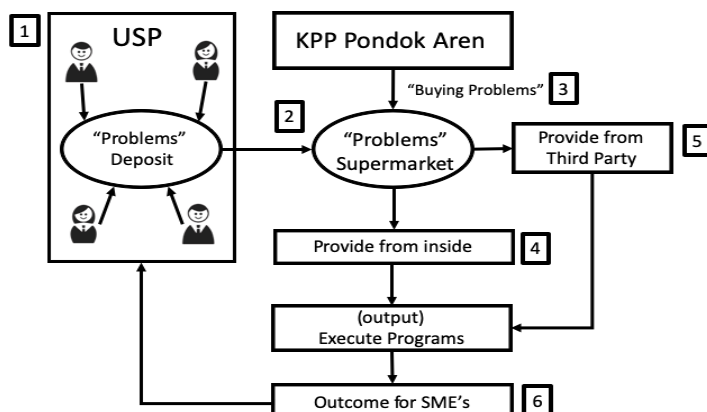 1
USP
KPP Pondok Aren
“Buying Problems”
3
2
“Problems”
Deposit
“Problems”
Supermarket
Provide from
Third Party
5
Provide from inside
4
(output)
Execute Programs
Outcome for SME’s
6